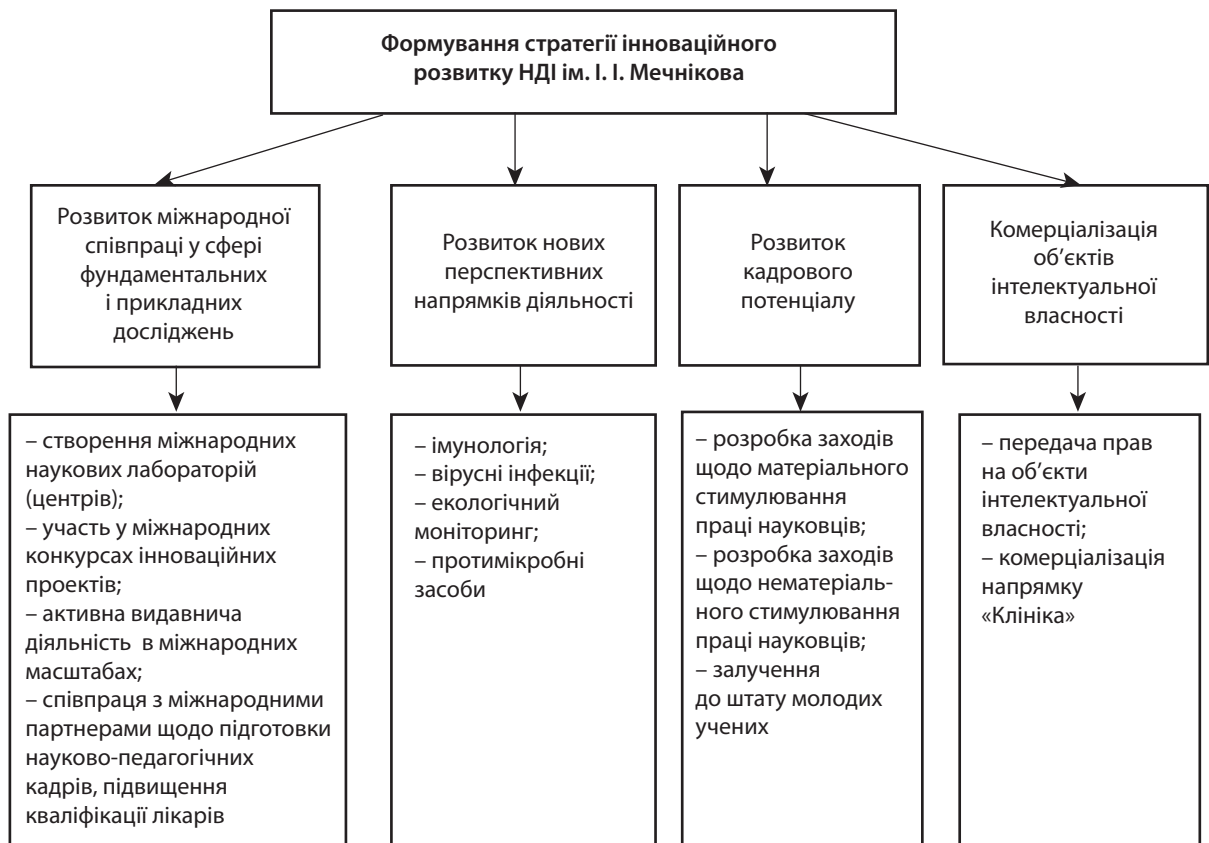 Формування стратегії інноваційного
розвитку НДІ ім. І. І. Мечнікова
Розвиток міжнародної
співпраці у сфері
фундаментальних
і прикладних
досліджень
Розвиток нових
перспективних
напрямків діяльності
Розвиток
кадрового
потенціалу
Комерціалізація
об’єктів
інтелектуальної
власності
– створення міжнародних
наукових лабораторій
(центрів);
– участь у міжнародних
конкурсах інноваційних
проектів;
– активна видавнича
діяльність в міжнародних
масштабах;
– співпраця з міжнародними
партнерами щодо підготовки
науково-педагогічних
кадрів, підвищення
кваліфікації лікарів
– імунологія;
– вірусні інфекції;
– екологічний
моніторинг;
– протимікробні
засоби
– розробка заходів
щодо матеріального
стимулювання
праці науковців;
– розробка заходів
щодо нематеріаль-
ного стимулювання
праці науковців;
– залучення
до штату молодих
учених
– передача прав
на об’єкти
інтелектуальної
власності;
– комерціалізація
напрямку
«Клініка»